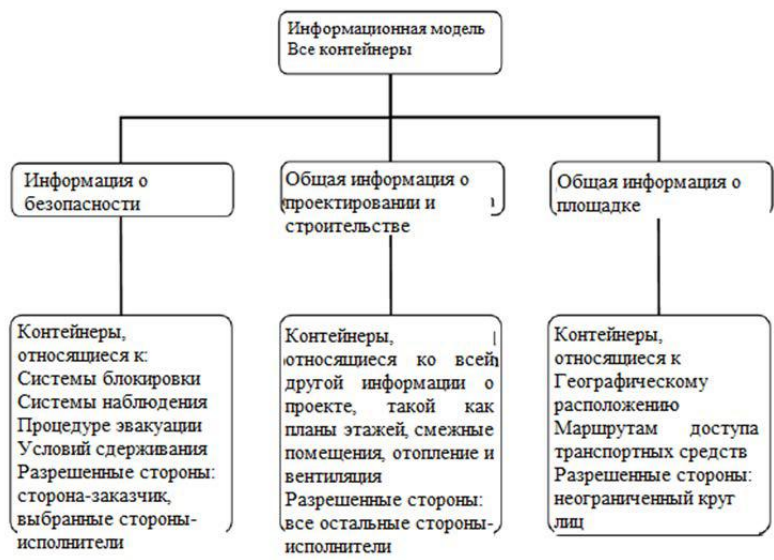 Информационная модель
Все контейнеры
Информация о
безопасности
Общая информация о
проектировании и
строительстве
Общая информация о
площадке
Контейнеры,
относящиеся к:
Системы блокировки
Системы наблюдения
Процедуре эвакуации
Условий сдерживания
Разрешенные стороны:
сторона-заказчик,
выбранные стороны-
исполнители
Контейнеры,
относящиеся ко всей
другой информации о
проекте, такой как
планы этажей, смежные
помещения, отопление и
вентиляция
Разрешенные стороны:
все остальные стороны-
исполнители
Контейнеры,
относящиеся к
Географическому
расположению
Маршрутам доступа
транспортных средств
Разрешенные стороны:
неограниченный круг
лиц